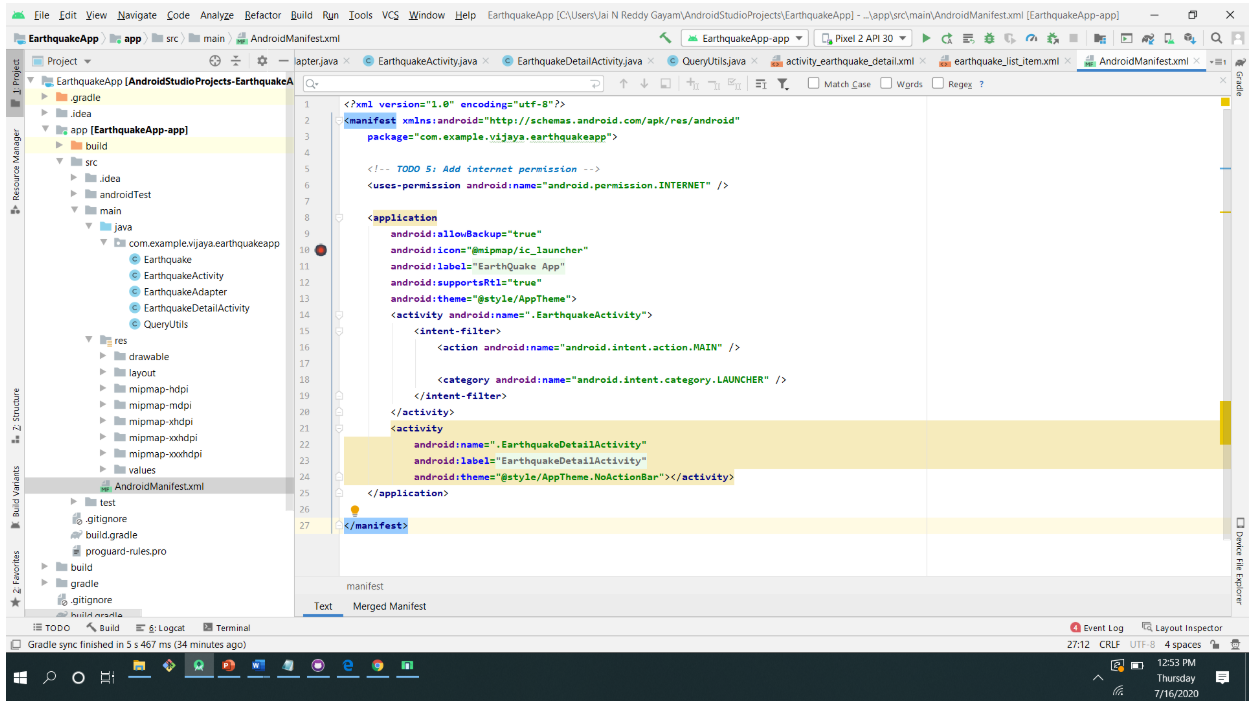 File Edit View Navigate Code Analyze Refactor Build Run Tools VCS Window Help EarthquakeApp [C:\Users\Jai N Reddy Gayam\AndroidStudioProjects\EarthquakeApp] - ...\app\src\main\AndroidManifest.xml [EarthquakeApp-app]
EarthquakeApp app src main AndroidManifest.xml EarthquakeApp-app Pixel 2 API 30
Project lapter.java EarthquakeActivity.java EarthquakeDetailActivity.java QueryUtils.java activity_earthquake_detail.xml earthquake_list_item.xml AndroidManifest.xml
Match Case Words Regex ?
1: Project
Resource Manager
7: Structure
Build Variants
2: Favorites
EarthquakeApp [AndroidStudioProjects-EarthquakeA
.gradle
.idea
app [EarthquakeApp-app]
build
src
.idea
androidTest
main
java
com.example.vijaya.earthquakeapp
Earthquake
EarthquakeActivity
EarthquakeAdapter
EarthquakeDetailActivity
QueryUtils
res
drawable
layout
mipmap-hdpi
mipmap-mdpi
mipmap-xhdpi
mipmap-xxhdpi
mipmap-xxxhdpi
values
AndroidManifest.xml
test
.gitignore
build.gradle
proguard-rules.pro
build
gradle
.gitignore
build.gradle
1 <?xml version="1.0" encoding="utf-8"?>
2 <manifest xmlns:android="http://schemas.android.com/apk/res/android"
3 package="com.example.vijaya.earthquakeapp">
4
5 <!-- TODO 5: Add internet permission -->
6 <uses-permission android:name="android.permission.INTERNET" />
7
8 <application
9 android:allowBackup="true"
10 android:icon="@mipmap/ic_launcher"
11 android:label="EarthQuake App"
12 android:supportsRtl="true"
13 android:theme="@style/AppTheme">
14 <activity android:name=".EarthquakeActivity">
15 <intent-filter>
16 <action android:name="android.intent.action.MAIN" />
17
18 <category android:name="android.intent.category.LAUNCHER" />
19 </intent-filter>
20 </activity>
21 <activity
22 android:name=".EarthquakeDetailActivity"
23 android:label="EarthquakeDetailActivity"
24 android:theme="@style/AppTheme.NoActionBar"></activity>
25 </application>
26
27 </manifest>
manifest
Text Merged Manifest
Gradle
Device File Explorer
TODO Build 6: Logcat Terminal 4 Event Log Layout Inspector
Gradle sync finished in 5 s 467 ms (34 minutes ago) 27:12 CRLF UTF-8 4 spaces
12:53 PM
Thursday
7/16/2020